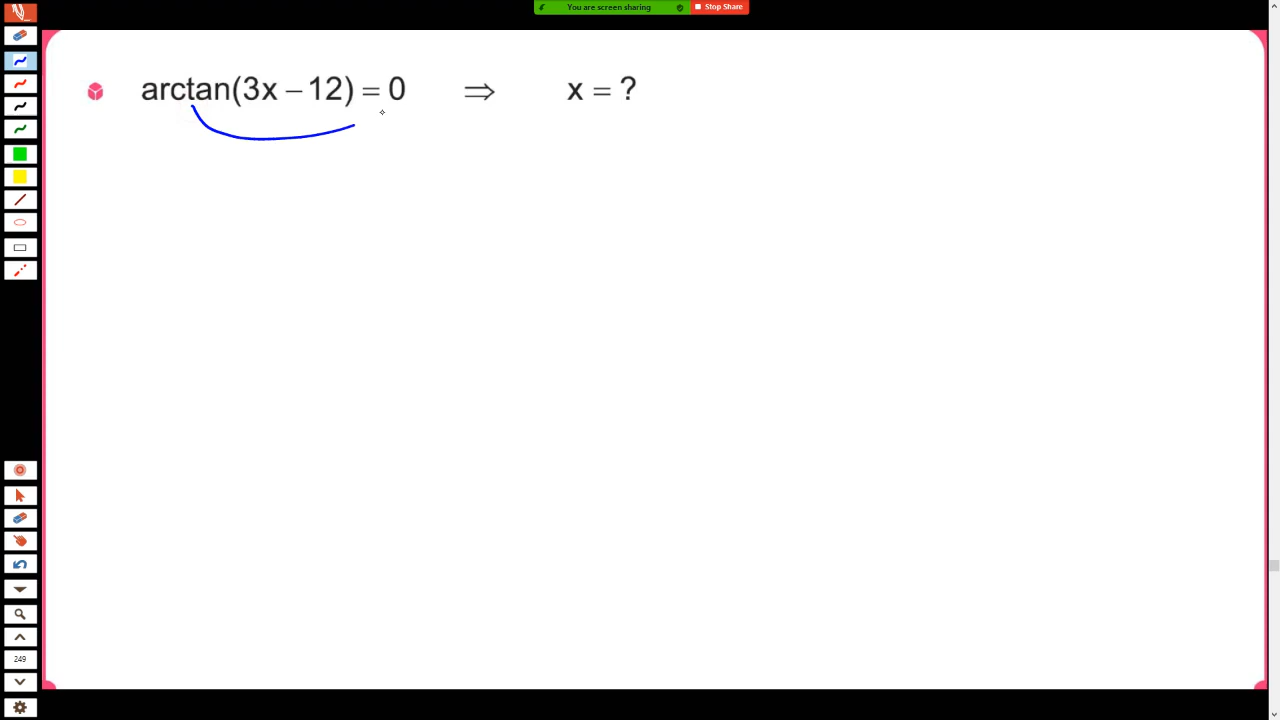 You are screen sharing Stop Share
arctan(3x – 12) = 0 ⇒ x = ?
249